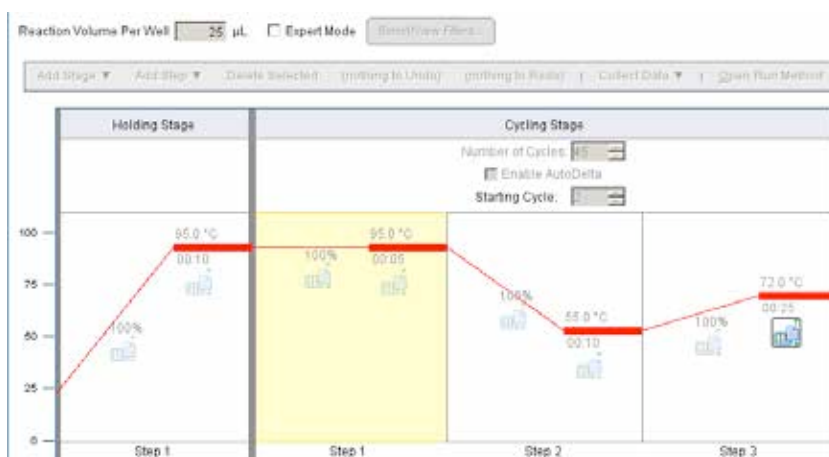 Reaction Volume Per Well 25 µL Expert Mode
Add Stage ▼ Add Step ▼ Delete Selected (nothing to Undo) (nothing to Redo) | Collect Data ▼ | Open Run Method
Holding Stage Cycling Stage
Number of Cycles: 45
Enable AutoDelta
Starting Cycle: 2
100
95.0 °C 95.0 °C
00:10 100% 00:05
72.0 °C
75
100% 00:25
55.0 °C
50
100% 00:10 100%
25
0
Step 1 Step 1 Step 2 Step 3